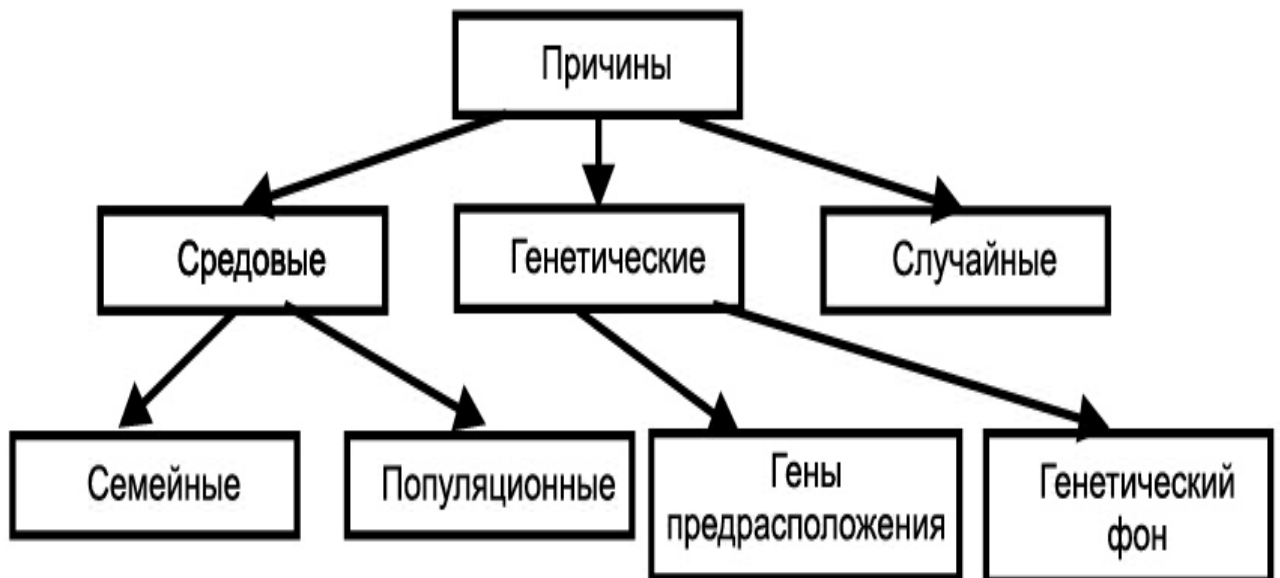 Причины
Средовые
Генетические
Случайные
Семейные
Популяционные
Гены
предрасположения
Генетический
фон